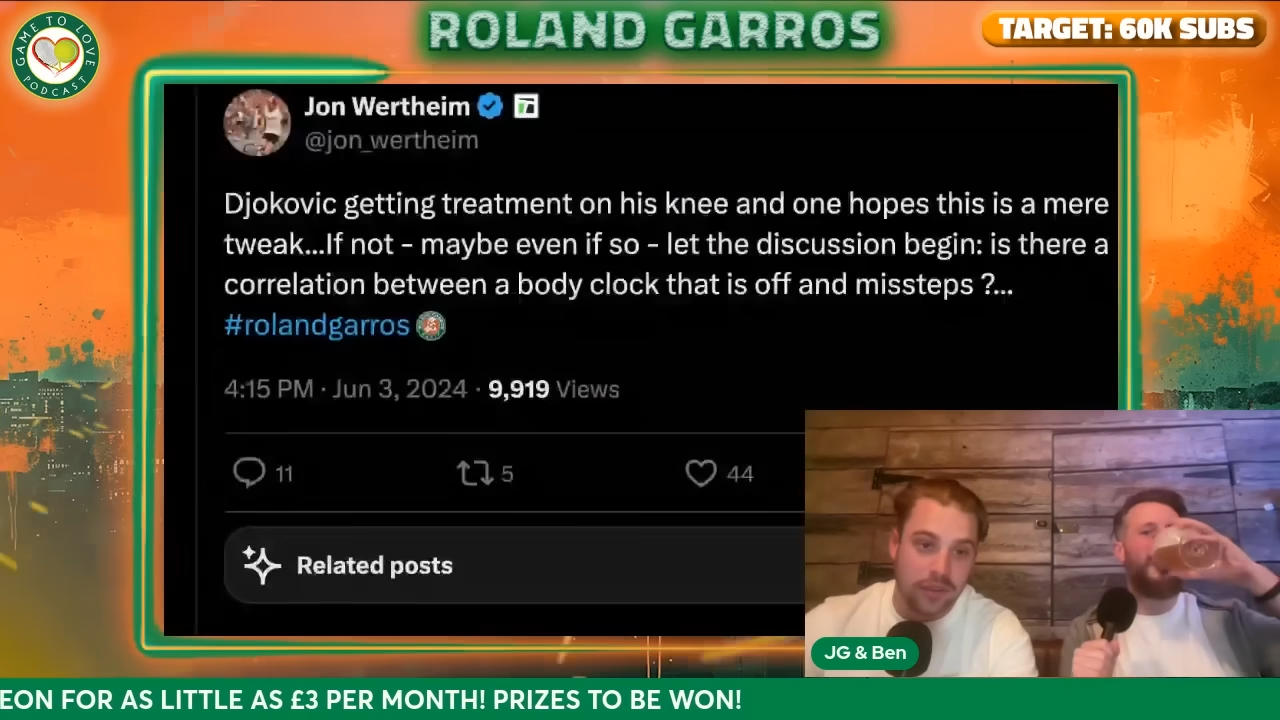 GAME TO LOVE
PODCAST
ROLAND GARROS
TARGET: 60K SUBS
Jon Wertheim
@jon_wertheim
Djokovic getting treatment on his knee and one hopes this is a mere
tweak...If not - maybe even if so - let the discussion begin: is there a
correlation between a body clock that is off and missteps ?...
#rolandgarros
4:15 PM · Jun 3, 2024 · 9,919 Views
11 5 44
Related posts
JG & Ben
EON FOR AS LITTLE AS £3 PER MONTH! PRIZES TO BE WON!